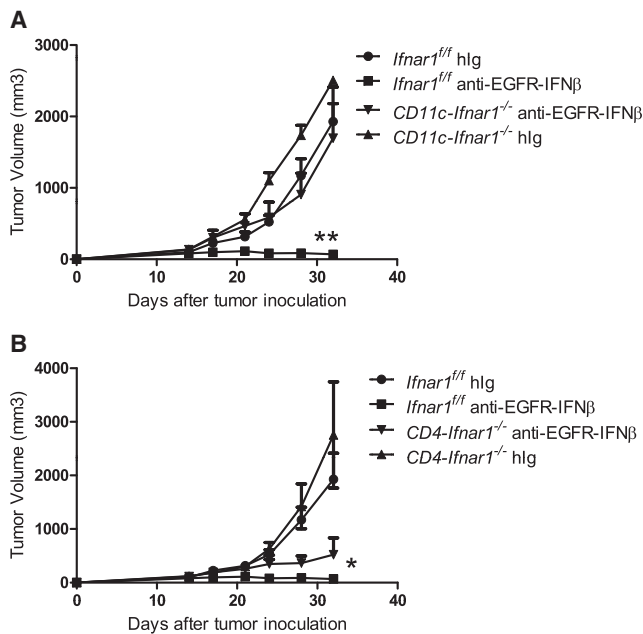 A
3000
2000
1000
0
Tumor Volume (mm3)
0 10 20 30 40
Days after tumor inoculation
**
Ifnar1f/f hIg
Ifnar1f/f anti-EGFR-IFNβ
CD11c-Ifnar1-/- anti-EGFR-IFNβ
CD11c-Ifnar1-/- hIg
B
4000
3000
2000
1000
0
Tumor Volume (mm3)
0 10 20 30 40
Days after tumor inoculation
*
Ifnar1f/f hIg
Ifnar1f/f anti-EGFR-IFNβ
CD4-Ifnar1-/- anti-EGFR-IFNβ
CD4-Ifnar1-/- hIg